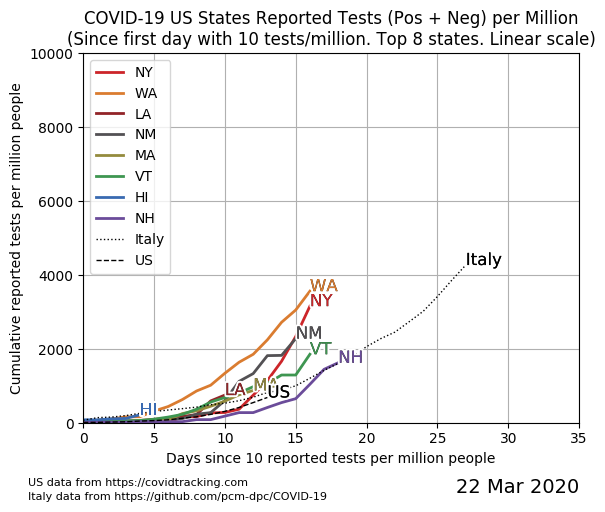 COVID-19 US States Reported Tests (Pos + Neg) per Million
(Since first day with 10 tests/million. Top 8 states. Linear scale)
Cumulative reported tests per million people
10000
8000
6000
4000
2000
0
NY
WA
LA
NM
MA
VT
HI
NH
Italy
US
Italy
WA
NY
NM
VT
NH
LA
MA
US
HI
0 5 10 15 20 25 30 35
Days since 10 reported tests per million people
US data from https://covidtracking.com
Italy data from https://github.com/pcm-dpc/COVID-19
22 Mar 2020